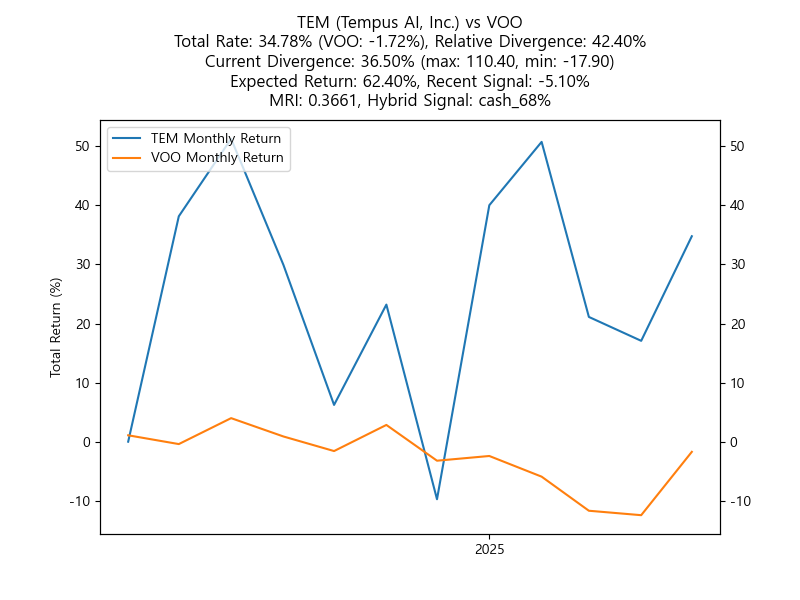 TEM (Tempus AI, Inc.) vs VOO
Total Rate: 34.78% (VOO: -1.72%), Relative Divergence: 42.40%
Current Divergence: 36.50% (max: 110.40, min: -17.90)
Expected Return: 62.40%, Recent Signal: -5.10%
MRI: 0.3661, Hybrid Signal: cash_68%
TEM Monthly Return
VOO Monthly Return
Total Return (%)
50
40
30
20
10
0
-10
50
40
30
20
10
0
-10
2025